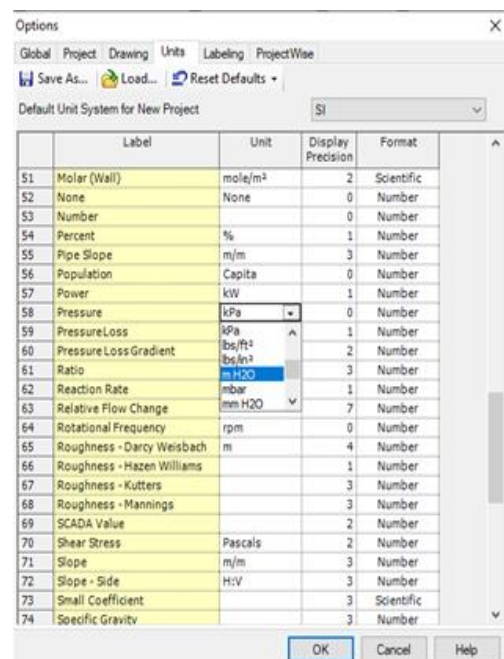 Options
Global Project Drawing Units Labeling ProjectWise
Save As... Load... Reset Defaults
Default Unit System for New Project SI
Label Unit Display Precision Format
51 Molar (Wall) mole/m² 2 Scientific
52 None None 0 Number
53 Number 0 Number
54 Percent % 1 Number
55 Pipe Slope m/m 3 Number
56 Population Capita 0 Number
57 Power kW 1 Number
58 Pressure kPa 0 Number
59 PressureLoss kPa 1 Number
60 Pressure Loss Gradient lbs/ft² 2 Number
lbs/in²
61 Ratio m H2O 3 Number
62 Reaction Rate mbar 1 Number
63 Relative Flow Change mm H2O 7 Number
64 Rotational Frequency rpm 0 Number
65 Roughness - Darcy Weisbach m 4 Number
66 Roughness - Hazen Williams 1 Number
67 Roughness - Kutters 3 Number
68 Roughness - Mannings 3 Number
69 SCADA Value 2 Number
70 Shear Stress Pascals 2 Number
71 Slope m/m 3 Number
72 Slope - Side H:V 3 Number
73 Small Coefficient 3 Scientific
74 Specific Gravity 3 Number
OK Cancel Help